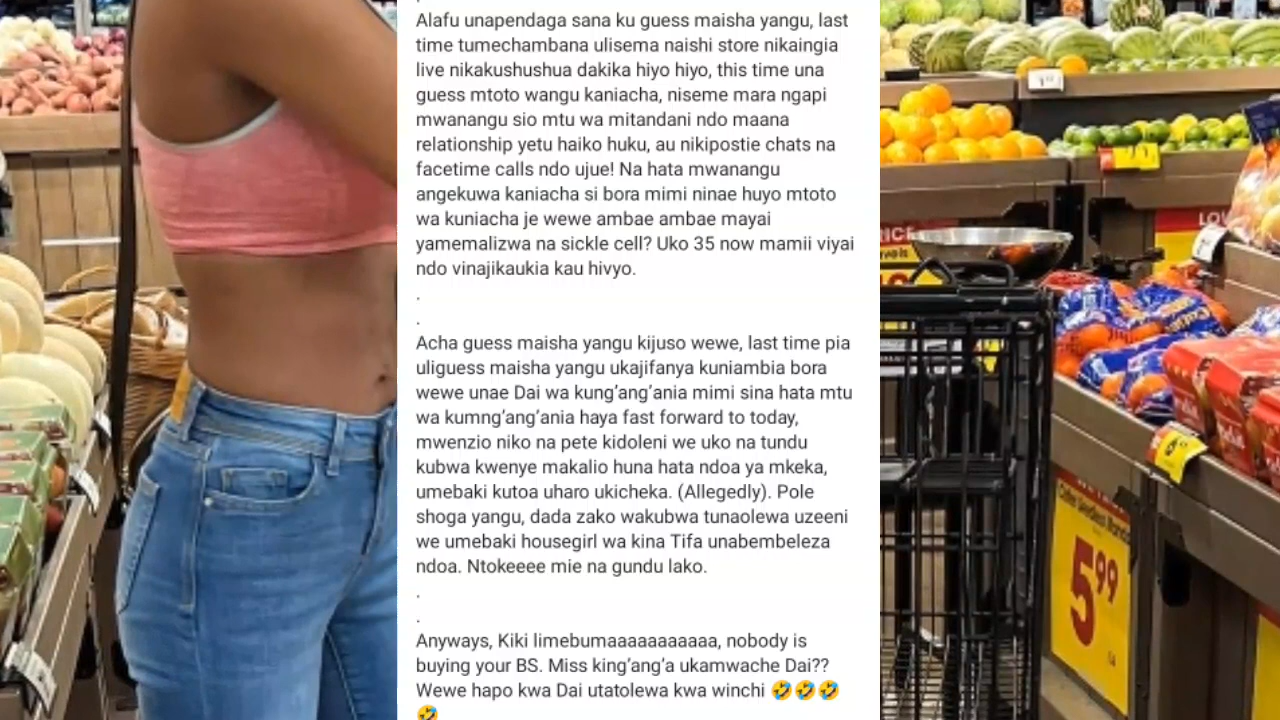 .
Alafu unapendaga sana ku guess maisha yangu, last
time tumechambana ulisema naishi store nikaingia
live nikakushushua dakika hiyo hiyo, this time una
guess mtoto wangu kaniacha, niseme mara ngapi
mwanangu sio mtu wa mitandani ndo maana
relationship yetu haiko huku, au nikipostie chats na
facetime calls ndo ujue! Na hata mwanangu
angekuwa kaniacha si bora mimi ninae huyo mtoto
wa kuniacha je wewe ambae ambae mayai
yamemalizwa na sickle cell? Uko 35 now mamii viyai
ndo vinajikaukia kau hivyo.
.
.
Acha guess maisha yangu kijuso wewe, last time pia
uliguess maisha yangu ukajifanya kuniambia bora
wewe unae Dai wa kung’ang’ania mimi sina hata mtu
wa kumng’ang’ania haya fast forward to today,
mwenzio niko na pete kidoleni we uko na tundu
kubwa kwenye makalio huna hata ndoa ya mkeka,
umebaki kutoa uharo ukicheka. (Allegedly). Pole
shoga yangu, dada zako wakubwa tunaolewa uzeeni
we umebaki housegirl wa kina Tifa unabembeleza
ndoa. Ntokeeee mie na gundu lako.
.
.
Anyways, Kiki limebumaaaaaaaaaaa, nobody is
buying your BS. Miss king’ang’a ukamwache Dai??
Wewe hapo kwa Dai utatolewa kwa winchi 🤣🤣🤣
🤣
5 99